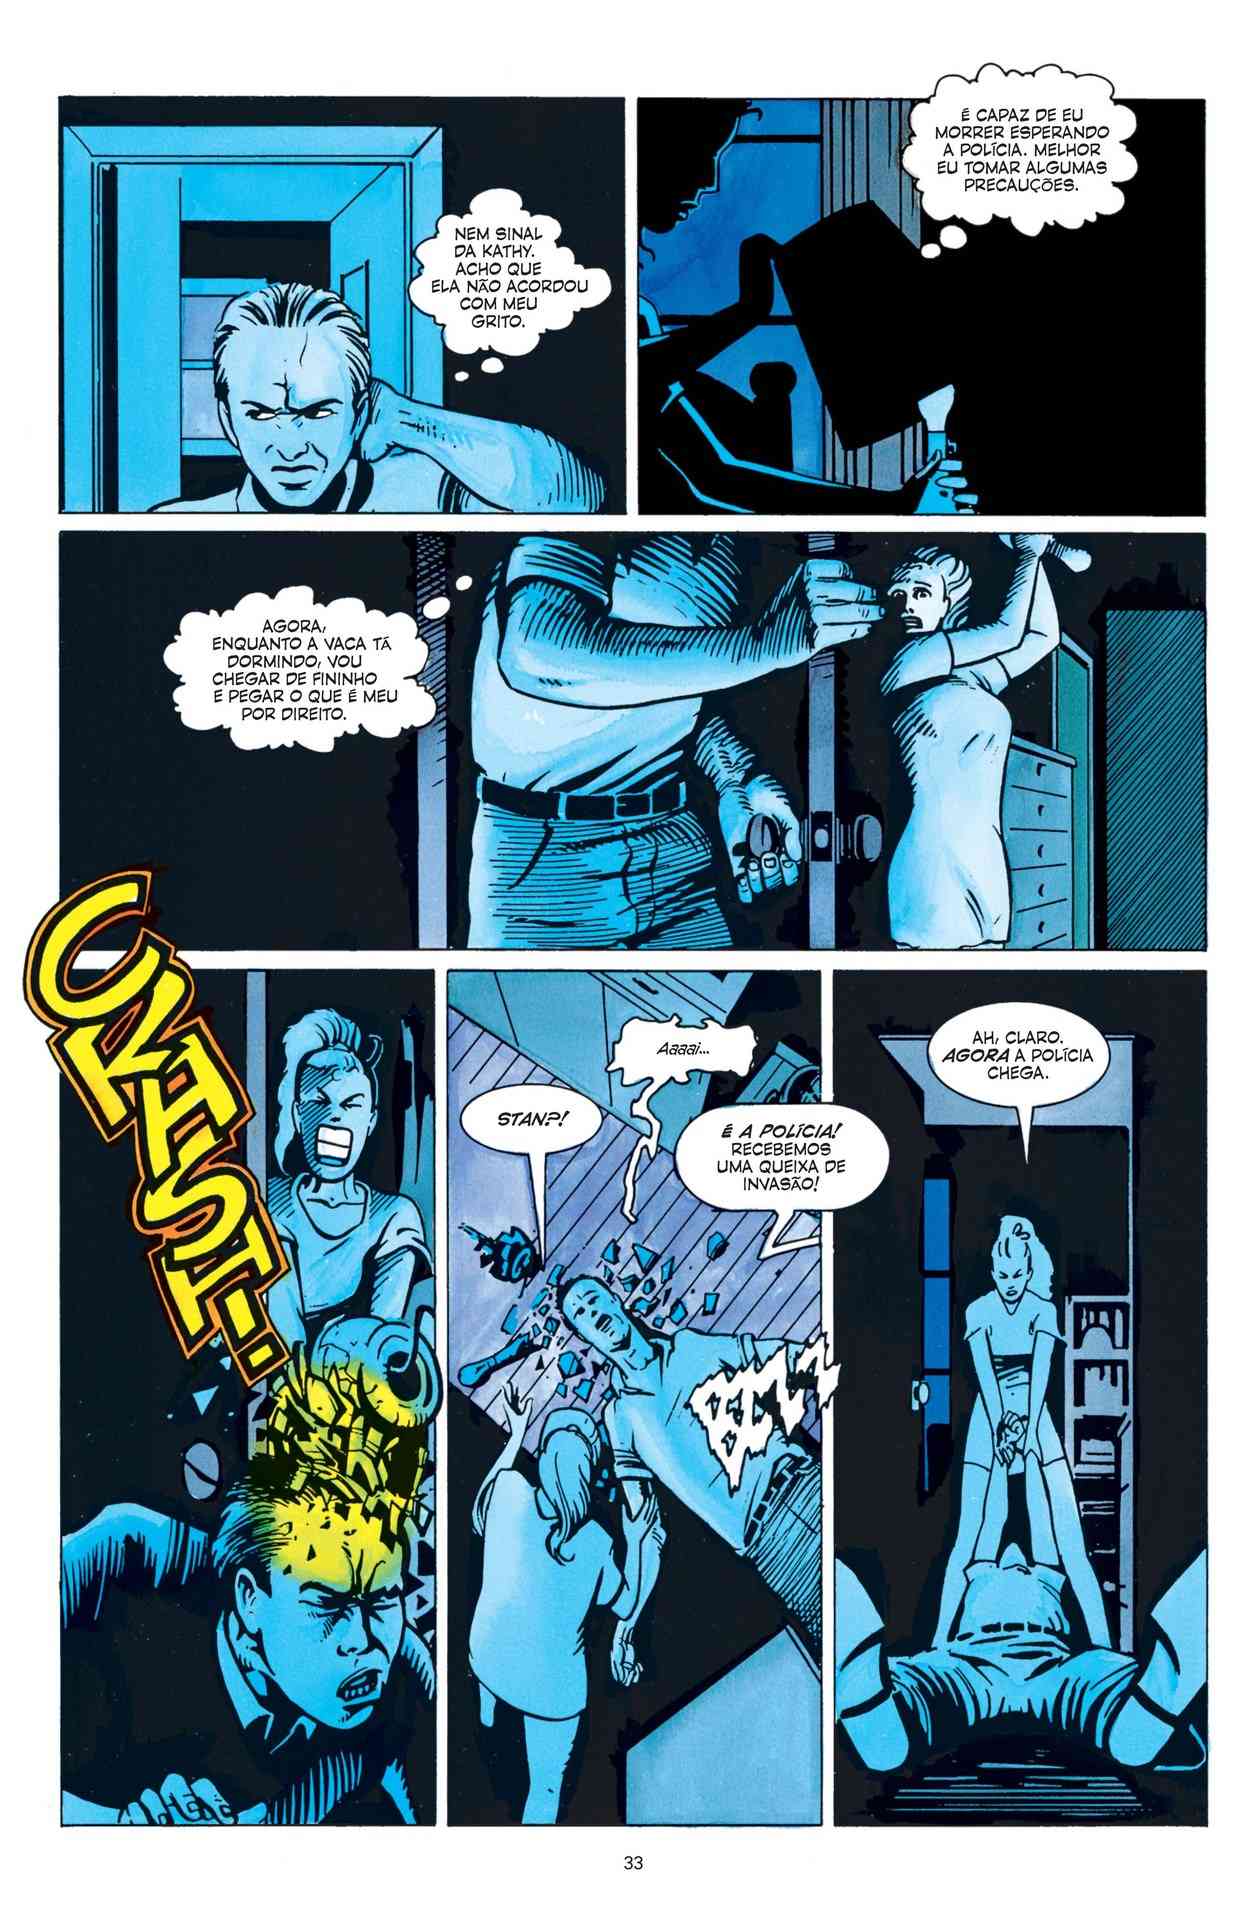 NEM SINAL
DA KATHY.
ACHO QUE
ELA NÃO ACORDOU
COM MEU
GRITO.
É CAPAZ DE EU
MORRER ESPERANDO
A POLÍCIA. MELHOR
EU TOMAR ALGUMAS
PRECAUÇÕES.
AGORA,
ENQUANTO A VACA TÁ
DORMINDO, VOU
CHEGAR DE FININHO
E PEGAR O QUE É MEU
POR DIREITO.
CRASH!
Aaaai...
STAN?!
É A POLÍCIA!
RECEBEMOS
UMA QUEIXA DE
INVASÃO!
AH, CLARO.
AGORA A POLÍCIA
CHEGA.
33